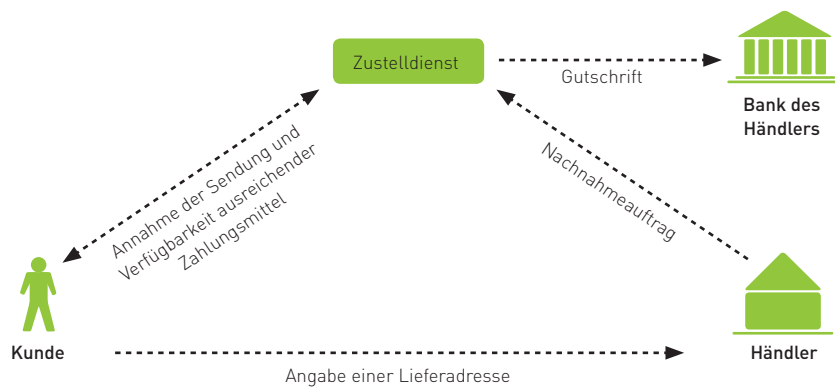 Zustelldienst
Gutschrift
Bank des
Händlers
Annahme der Sendung und
Verfügbarkeit ausreichender
Zahlungsmittel
Nachnahmeauftrag
Kunde
Händler
Angabe einer Lieferadresse